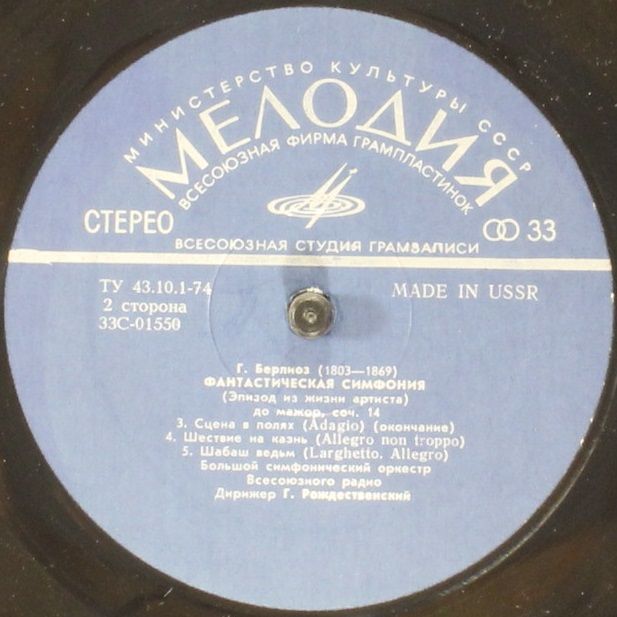 МИНИСТЕРСТВО КУЛЬТУРЫ СССР
МЕЛОДИЯ
ВСЕСОЮЗНАЯ ФИРМА ГРАМПЛАСТИНОК
СТЕРЕО
33
ВСЕСОЮЗНАЯ СТУДИЯ ГРАМЗАПИСИ
ТУ 43.10.1-74
MADE IN USSR
2 сторона
33С-01550
Г. Берлиоз (1803—1869)
ФАНТАСТИЧЕСКАЯ СИМФОНИЯ
(Эпизод из жизни артиста)
до мажор, соч. 14
3. Сцена в полях (Adagio) (окончание)
4. Шествие на казнь (Allegro non troppo)
5. Шабаш ведьм (Larghetto. Allegro)
Большой симфонический оркестр
Всесоюзного радио
Дирижер Г. Рождественский